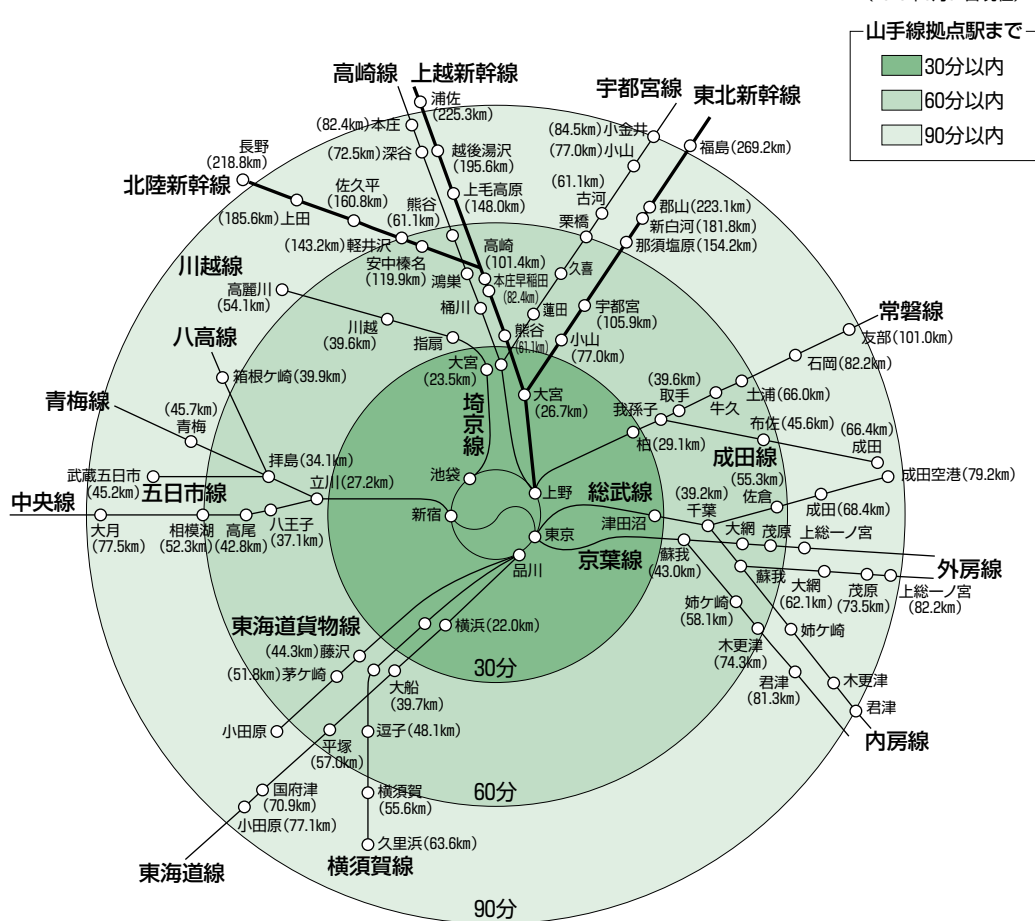 山手線拠点駅まで
30分以内
60分以内
90分以内
高崎線
上越新幹線
宇都宮線
東北新幹線
浦佐
(225.3km)
(82.4km)本庄
(84.5km)小金井
(77.0km)小山
福島(269.2km)
長野
(218.8km)
(72.5km)深谷
越後湯沢
(195.6km)
北陸新幹線
佐久平
(160.8km)
熊谷
(61.1km)
上毛高原
(148.0km)
(61.1km)
古河
郡山(223.1km)
新白河(181.8km)
那須塩原(154.2km)
(185.6km)上田
栗橋
(143.2km)軽井沢
安中榛名
(119.9km)
高崎
(101.4km)
本庄早稲田
(82.4km)
久喜
川越線
高麗川
(54.1km)
鴻巣
桶川
蓮田
宇都宮
(105.9km)
常磐線
川越
(39.6km)
指扇
熊谷
(61.1km)
小山
(77.0km)
友部(101.0km)
八高線
箱根ケ崎(39.9km)
大宮
(23.5km)
大宮
(26.7km)
石岡(82.2km)
土浦(66.0km)
牛久
(39.6km)
取手
我孫子
柏(29.1km)
青梅線
(45.7km)
青梅
埼京線
布佐(45.6km)
(66.4km)
成田
成田線
武蔵五日市
(45.2km)
五日市線
拝島(34.1km)
立川(27.2km)
池袋
上野
総武線
(39.2km)
千葉
(55.3km)
佐倉
成田(68.4km)
成田空港(79.2km)
中央線
大月
(77.5km)
相模湖
(52.3km)
高尾
(42.8km)
八王子
(37.1km)
新宿
東京
津田沼
大網
茂原
上総一ノ宮
品川
京葉線
蘇我
(43.0km)
蘇我
大網
(62.1km)
茂原
(73.5km)
上総一ノ宮
(82.2km)
外房線
姉ケ崎
(58.1km)
姉ケ崎
木更津
(74.3km)
君津
(81.3km)
木更津
君津
内房線
東海道貨物線
横浜(22.0km)
(44.3km)藤沢
(51.8km)茅ケ崎
大船
(39.7km)
30分
小田原
平塚
(57.0km)
逗子(48.1km)
国府津
(70.9km)
小田原(77.1km)
横須賀
(55.6km)
60分
久里浜(63.6km)
東海道線
横須賀線
90分